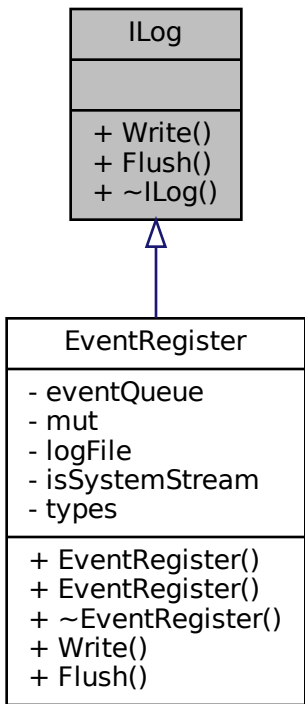 ILog
+ Write()
+ Flush()
+ ~ILog()
EventRegister
- eventQueue
- mut
- logFile
- isSystemStream
- types
+ EventRegister()
+ EventRegister()
+ ~EventRegister()
+ Write()
+ Flush()